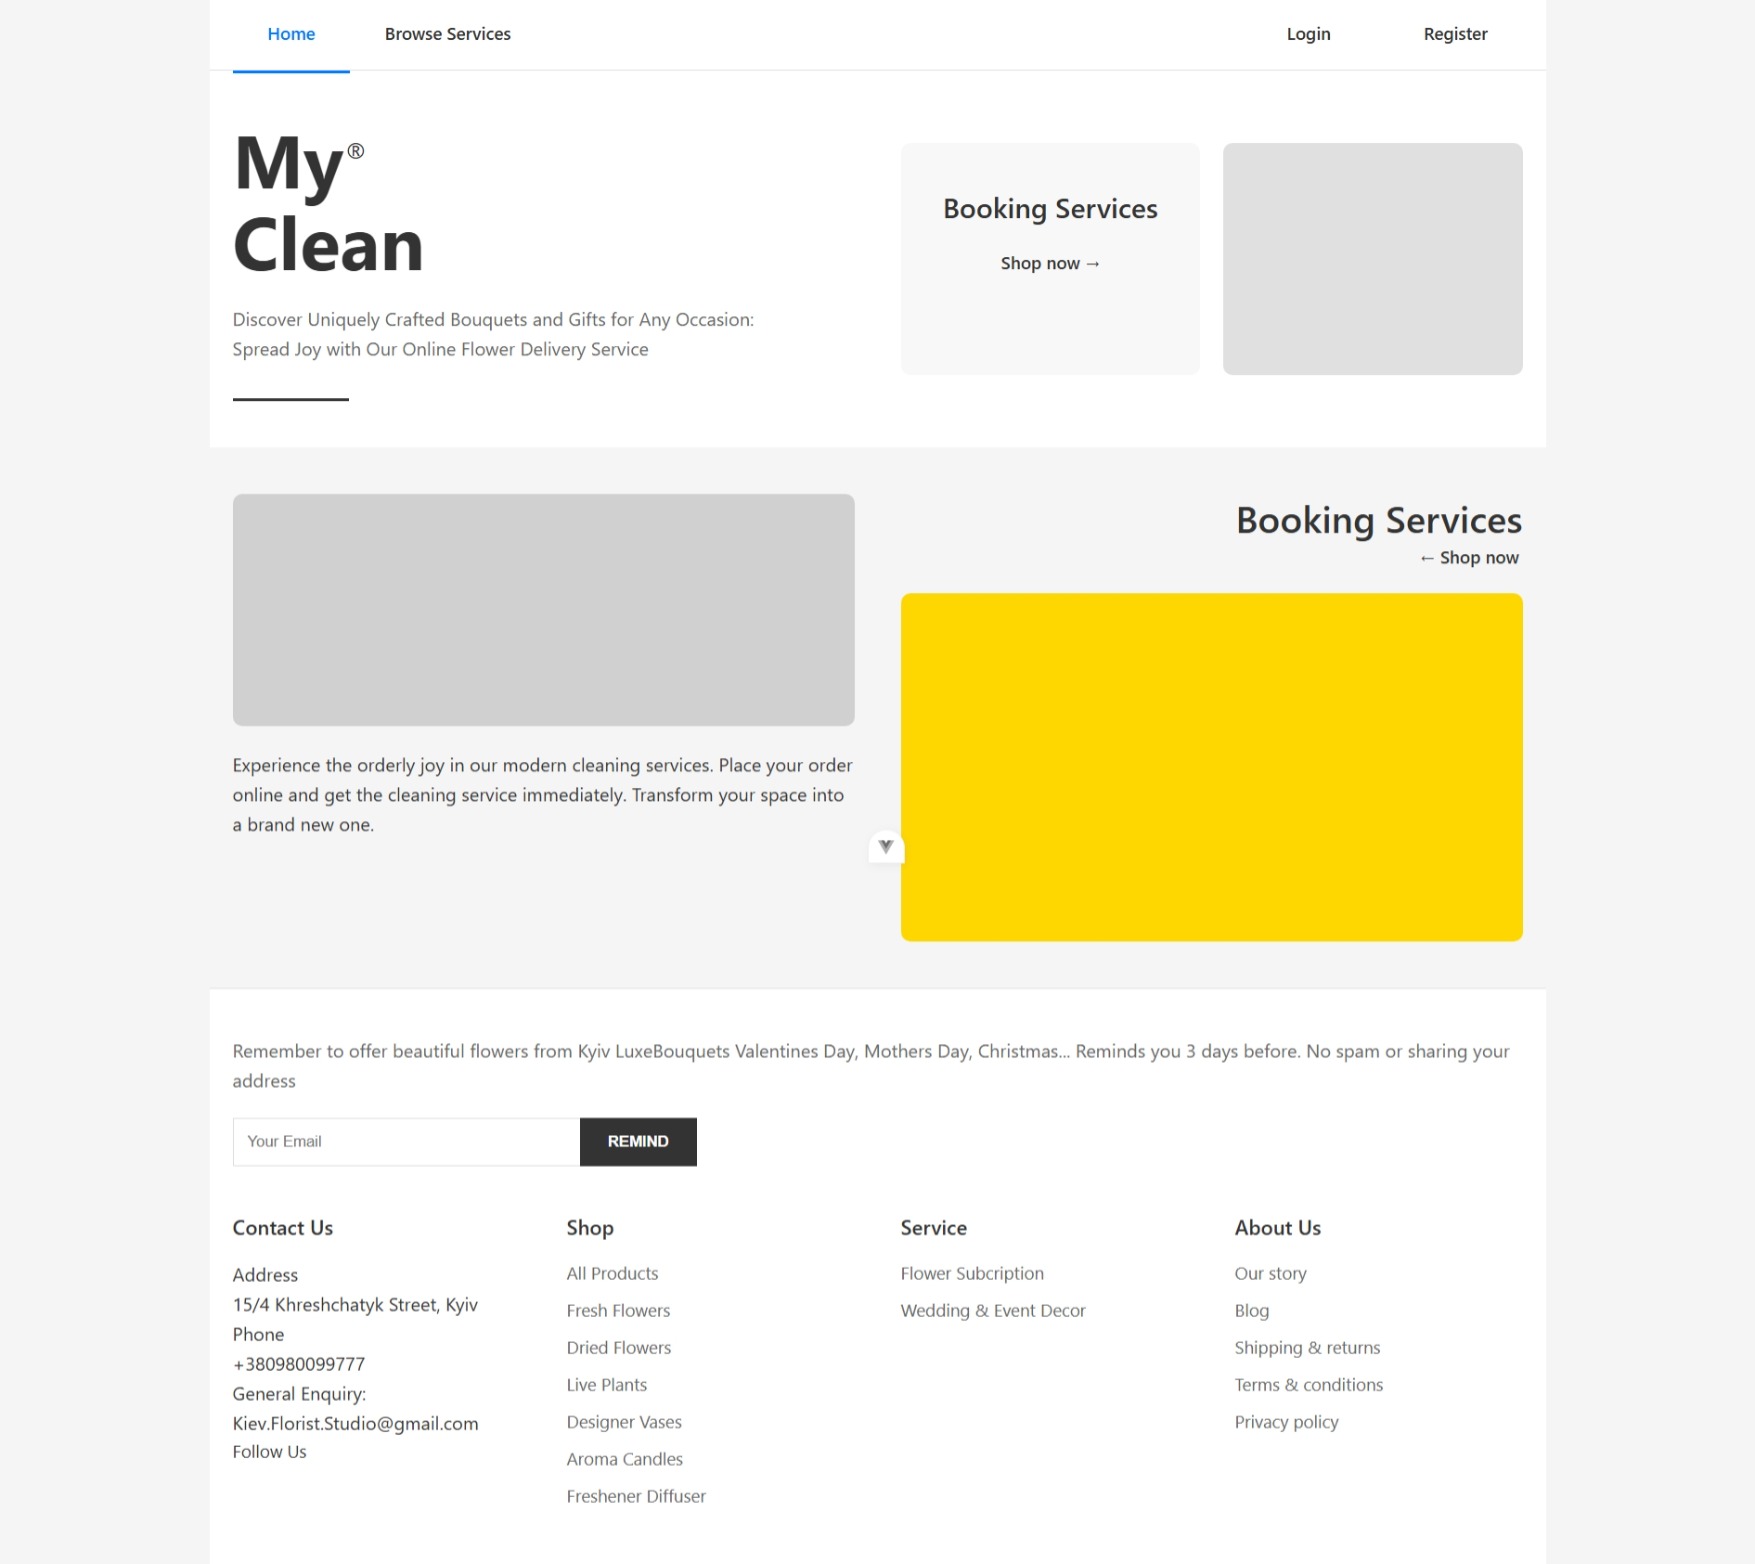 Home
Browse Services
Login
Register
My®
Clean
Discover Uniquely Crafted Bouquets and Gifts for Any Occasion:
Spread Joy with Our Online Flower Delivery Service
Booking Services
Shop now →
Booking Services
← Shop now
Experience the orderly joy in our modern cleaning services. Place your order
online and get the cleaning service immediately. Transform your space into
a brand new one.
Remember to offer beautiful flowers from Kyiv LuxeBouquets Valentines Day, Mothers Day, Christmas... Reminds you 3 days before. No spam or sharing your
address
Your Email
REMIND
Contact Us
Address
15/4 Khreshchatyk Street, Kyiv
Phone
+380980099777
General Enquiry:
Kiev.Florist.Studio@gmail.com
Follow Us
Shop
All Products
Fresh Flowers
Dried Flowers
Live Plants
Designer Vases
Aroma Candles
Freshener Diffuser
Service
Flower Subcription
Wedding & Event Decor
About Us
Our story
Blog
Shipping & returns
Terms & conditions
Privacy policy